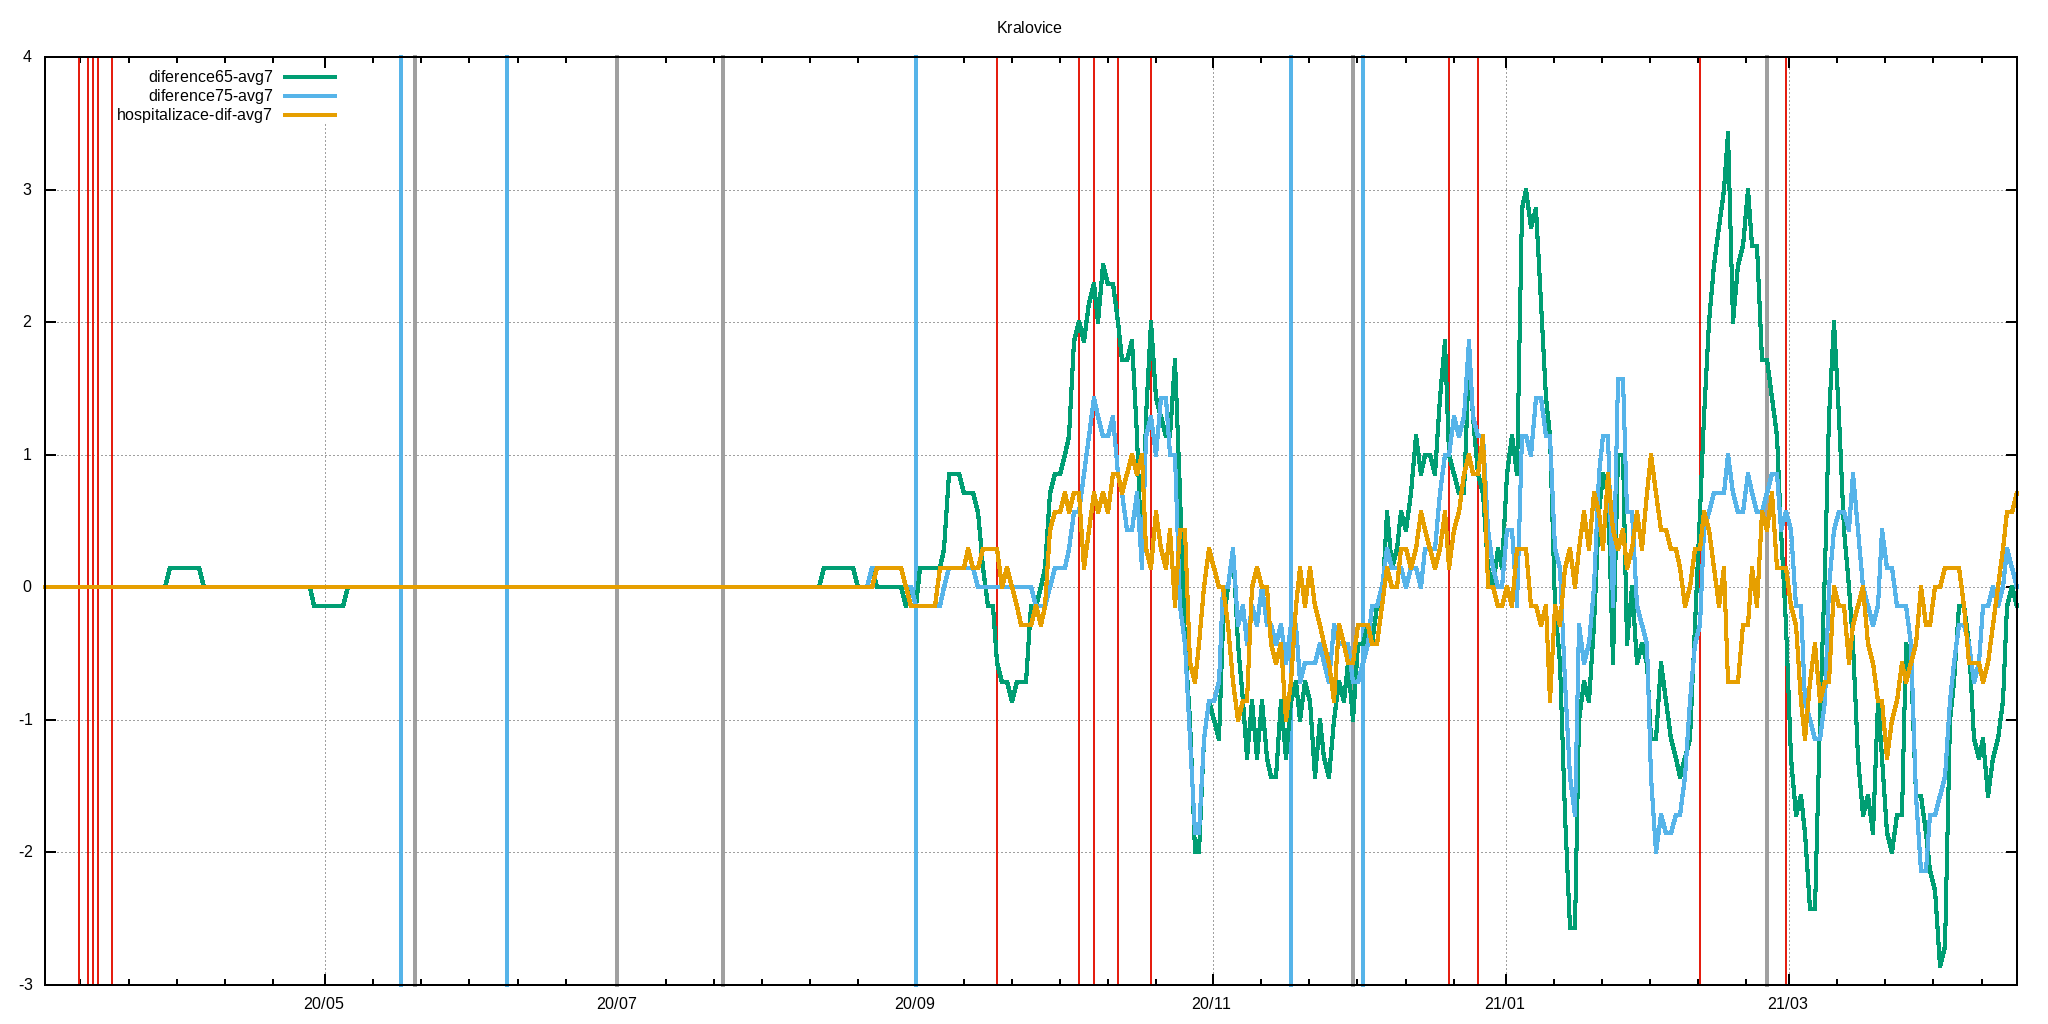 Kralovice
4
diference65-avg7
diference75-avg7
hospitalizace-dif-avg7
3
2
1
0
-1
-2
-3
20/05 20/07 20/09 20/11 21/01 21/03